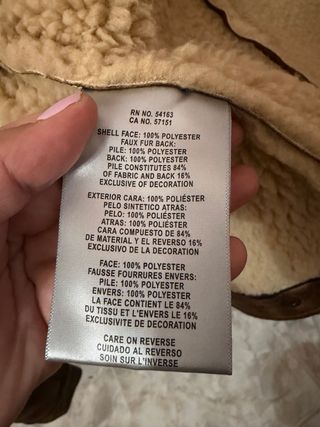 RN NO. 54163
CA NO. 57151
SHELL FACE: 100% POLYESTER
FAUX FUR BACK:
PILE: 100% POLYESTER
BACK: 100% POLYESTER
PILE CONSTITUTES 84%
OF FABRIC AND BACK 16%
EXCLUSIVE OF DECORATION
EXTERIOR CARA: 100% POLIÉSTER
PELO SINTETICO ATRAS:
PELO: 100% POLIÉSTER
ATRAS: 100% POLIÉSTER
CARA COMPUESTO DE 84%
DE MATERIAL Y EL REVERSO 16%
EXCLUSIVO DE LA DECORATION
FACE: 100% POLYESTER
FAUSSE FOURRURES ENVERS:
PILE: 100% POLYESTER
ENVERS: 100% POLYESTER
LA FACE CONTIENT LE 84%
DU TISSU ET L'ENVERS LE 16%
EXCLUSIVITE DE DECORATION
CARE ON REVERSE
CUIDADO AL REVERSO
SOIN AU VERSO